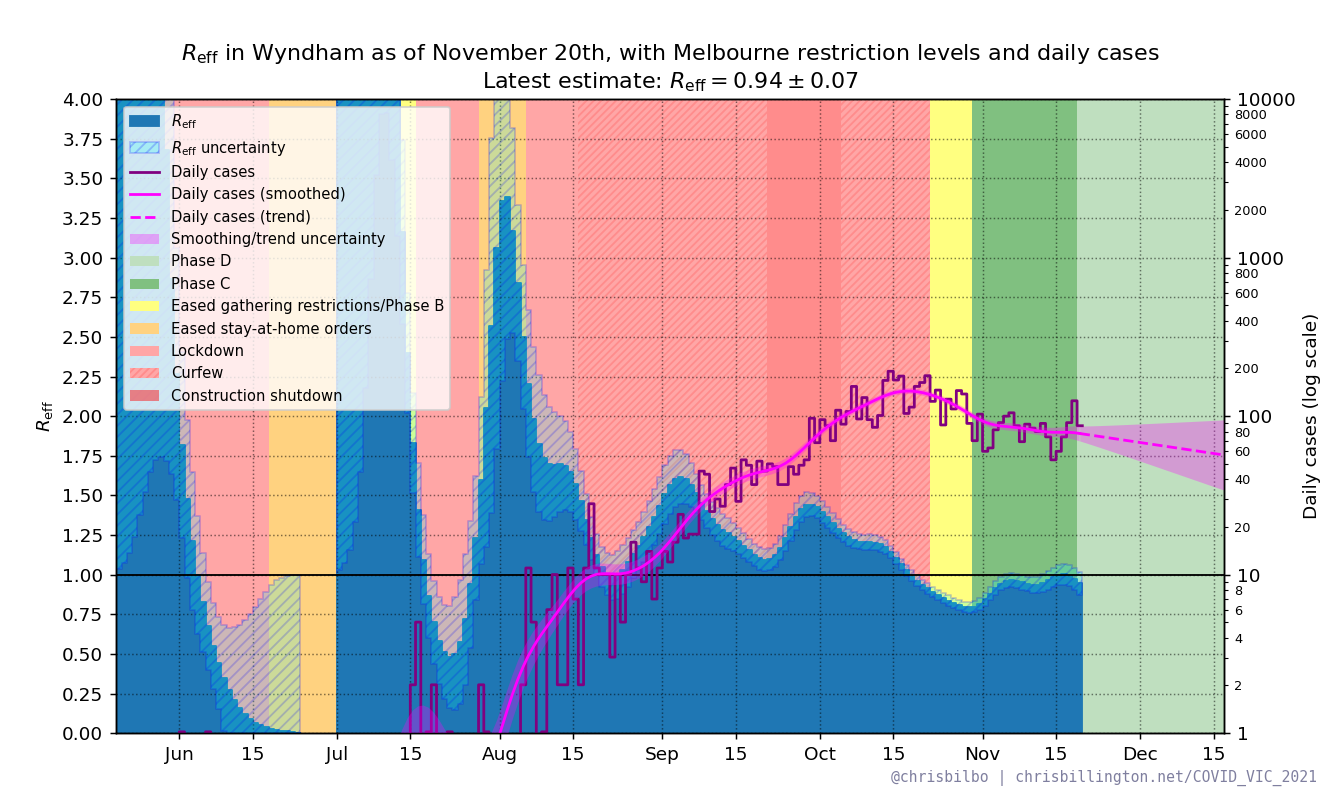 Reff in Wyndham as of November 20th, with Melbourne restriction levels and daily cases
Latest estimate: Reff = 0.94 ± 0.07
Reff
Reff uncertainty
Daily cases
Daily cases (smoothed)
Daily cases (trend)
Smoothing/trend uncertainty
Phase D
Phase C
Eased gathering restrictions/Phase B
Eased stay-at-home orders
Lockdown
Curfew
Construction shutdown
Reff
4.00
3.75
3.50
3.25
3.00
2.75
2.50
2.25
2.00
1.75
1.50
1.25
1.00
0.75
0.50
0.25
0.00
Jun 15 Jul 15 Aug 15 Sep 15 Oct 15 Nov 15 Dec 15
10000
8000
6000
4000
2000
1000
800
600
400
200
100
80
60
40
20
10
8
6
4
2
1
Daily cases (log scale)
@chrisbilbo | chrisbillington.net/COVID_VIC_2021